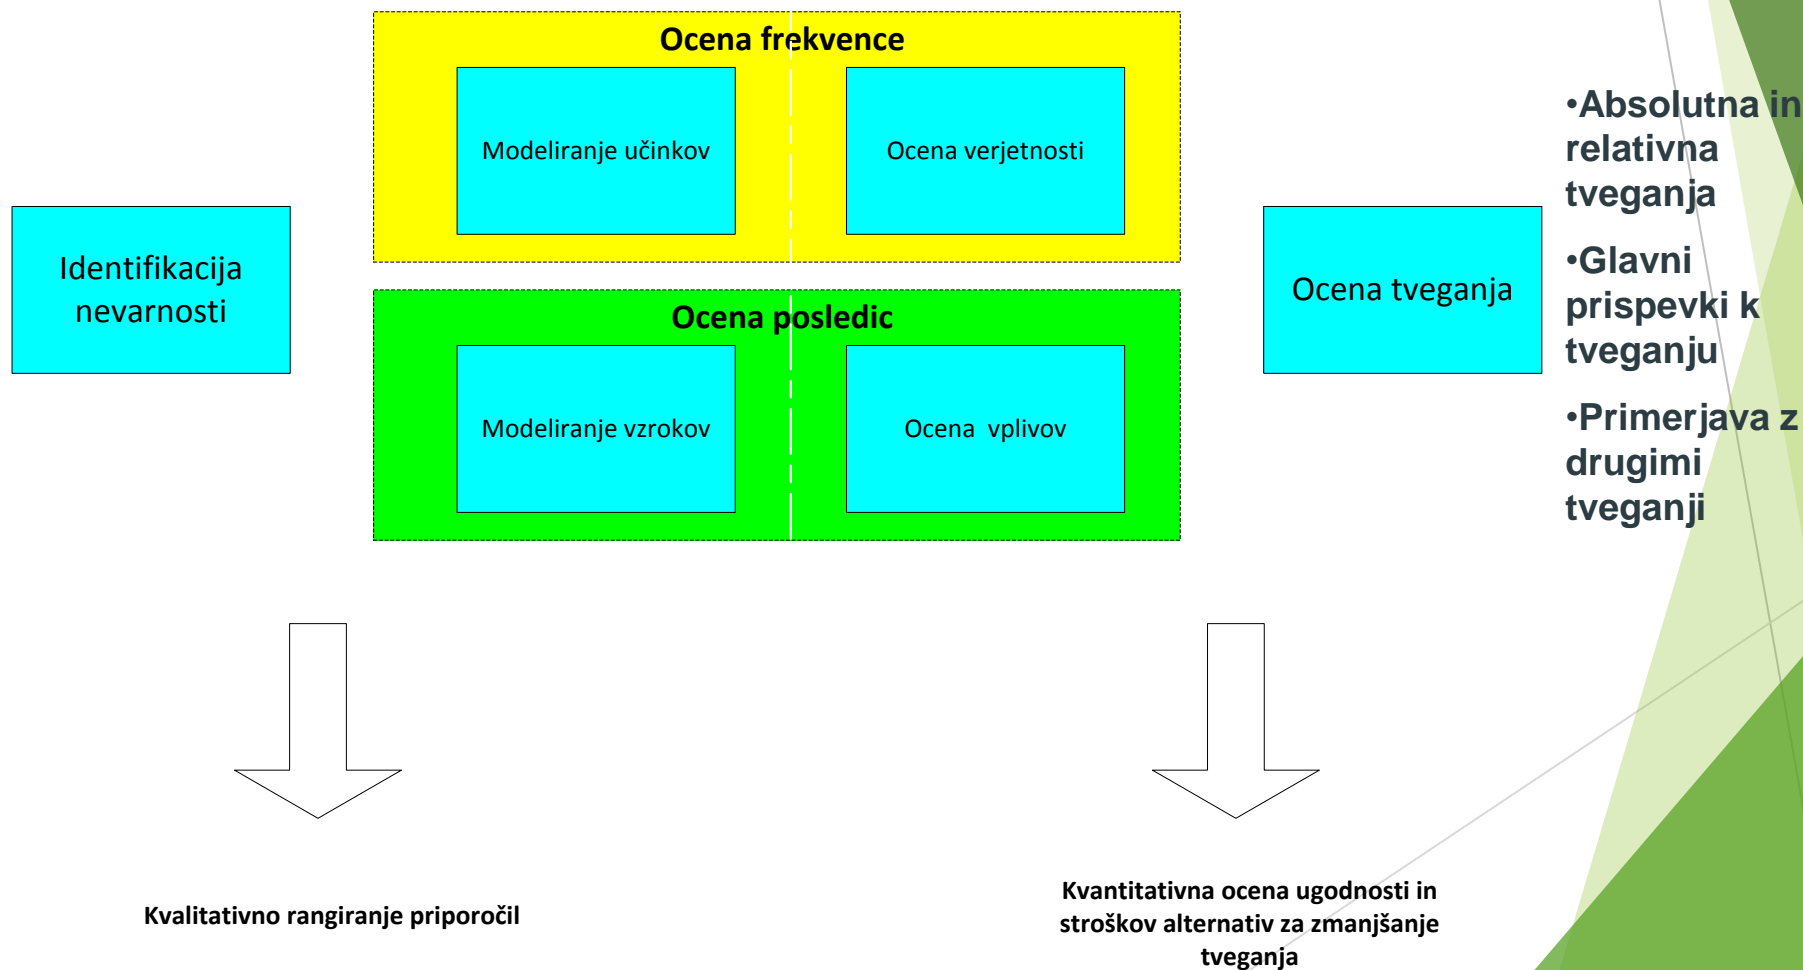 Ocena frekvence
Modeliranje učinkov
Ocena verjetnosti
Identifikacija
nevarnosti
Ocena posledic
Modeliranje vzrokov
Ocena vplivov
Ocena tveganja
•Absolutna in
relativna
tveganja
•Glavni
prispevki k
tveganju
•Primerjava z
drugimi
tveganji
Kvalitativno rangiranje priporočil
Kvantitativna ocena ugodnosti in
stroškov alternativ za zmanjšanje
tveganja